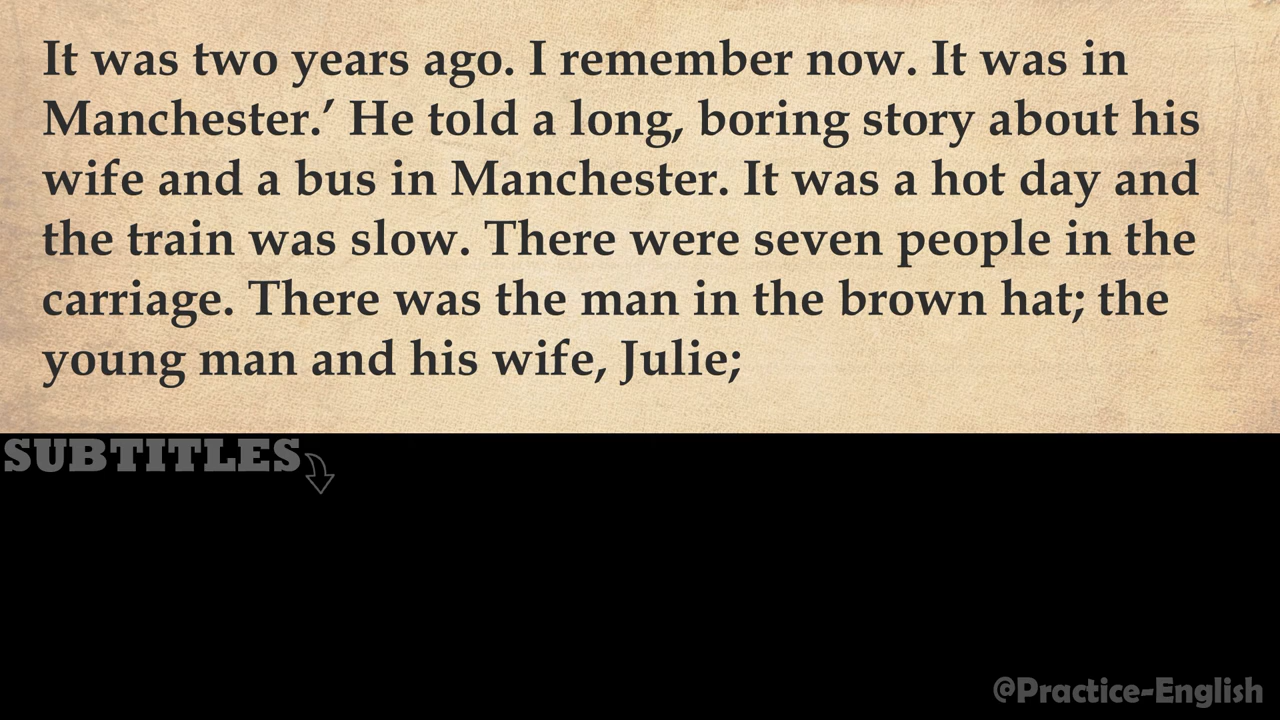 It was two years ago. I remember now. It was in
Manchester.’ He told a long, boring story about his
wife and a bus in Manchester. It was a hot day and
the train was slow. There were seven people in the
carriage. There was the man in the brown hat; the
young man and his wife, Julie;
SUBTITLES
@Practice-English